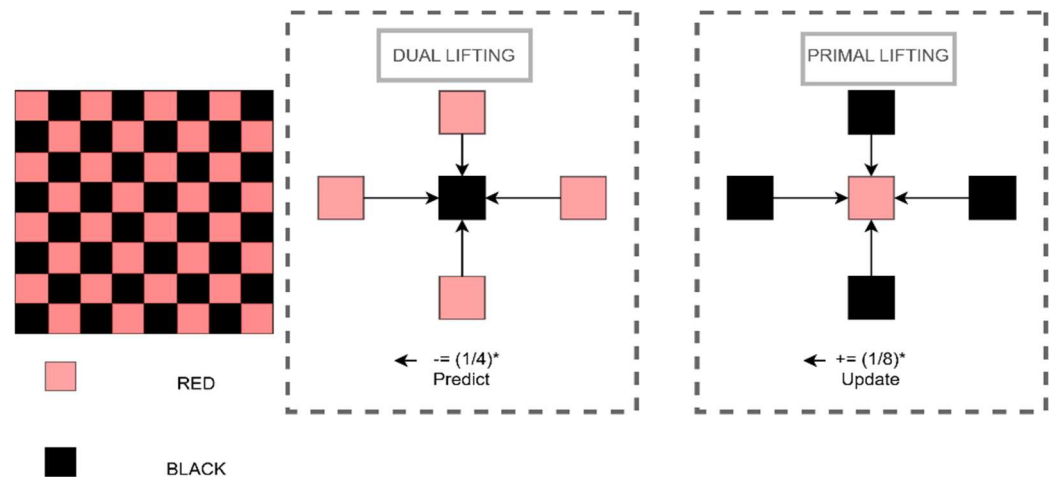 DUAL LIFTING
PRIMAL LIFTING
-= (1/4)*
Predict
+= (1/8)*
Update
RED
BLACK